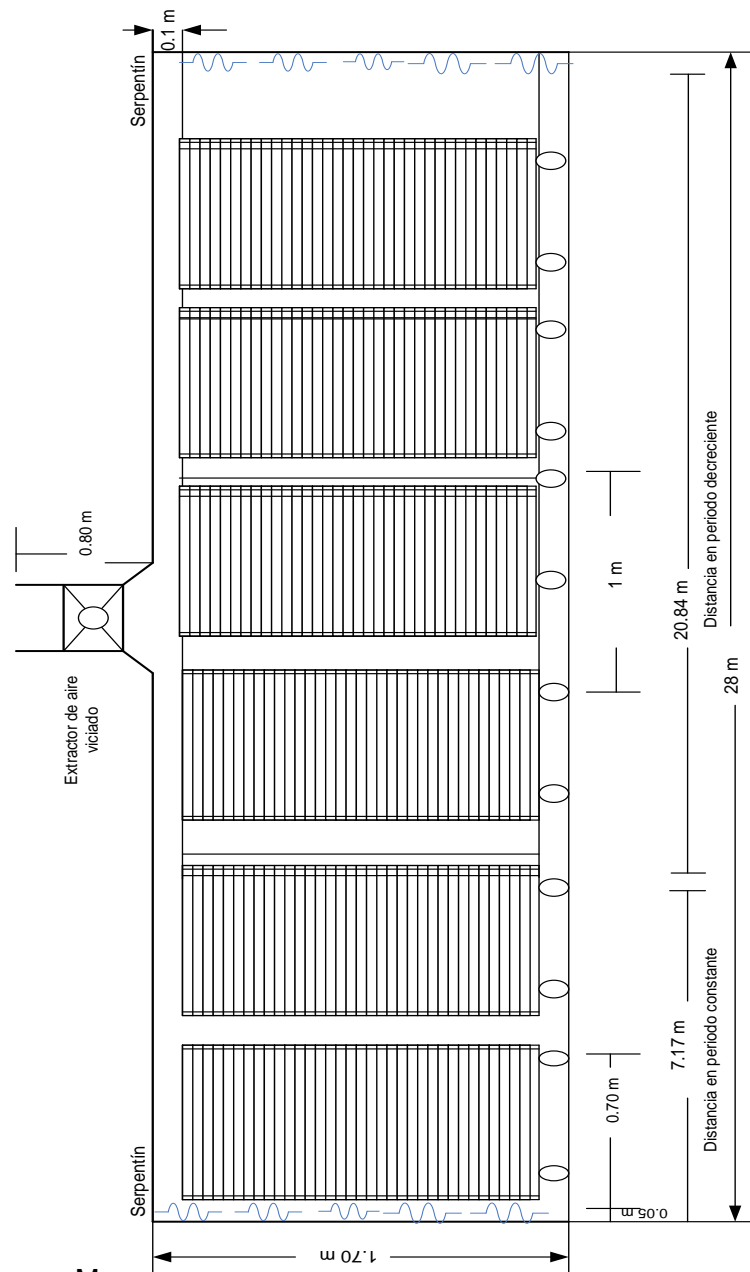 Serpentín
0.1 m
0.80 m
Extractor de aire
viciado
Serpentín
1 m
20.84 m
Distancia en periodo decreciente
28 m
7.17 m
Distancia en periodo constante
0.70 m
0.05 m
1.70 m